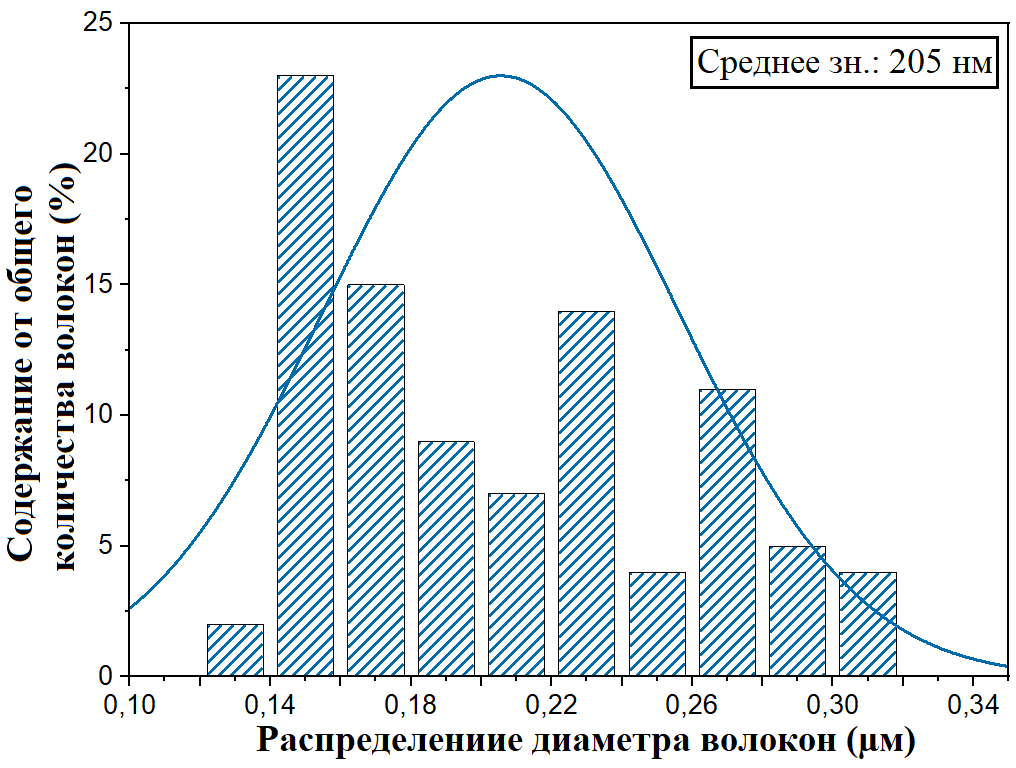 25
20
15
10
5
0
Среднее зн.: 205 нм
Содержание от общего
количества волокон (%)
0,10 0,14 0,18 0,22 0,26 0,30 0,34
Распределениие диаметра волокон (μм)